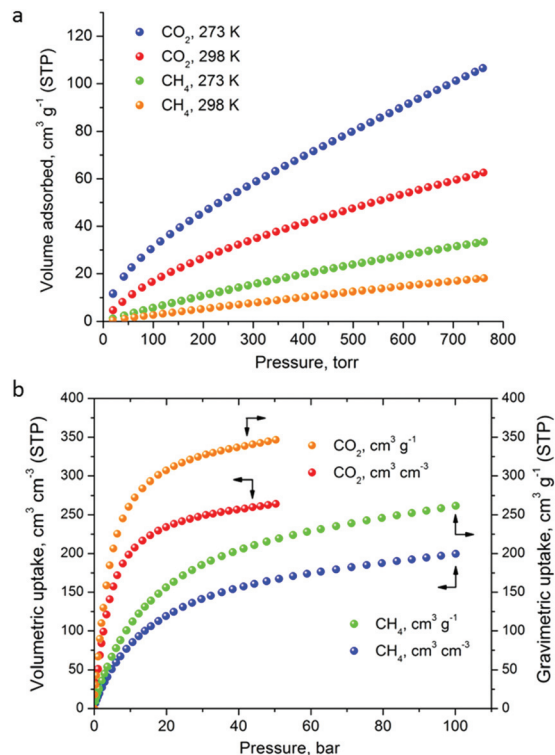 a
CO2, 273 K
CO2, 298 K
CH4, 273 K
CH4, 298 K
Volume adsorbed, cm3 g-1 (STP)
120
100
80
60
40
20
0
0 100 200 300 400 500 600 700 800
Pressure, torr
b
Volumetric uptake, cm3 cm-3 (STP)
Gravimetric uptake, cm3 g-1 (STP)
400 400
350 350
300 300
250 250
200 200
150 150
100 100
50 50
0 0
CO2, cm3 g-1
CO2, cm3 cm-3
CH4, cm3 g-1
CH4, cm3 cm-3
0 20 40 60 80 100
Pressure, bar